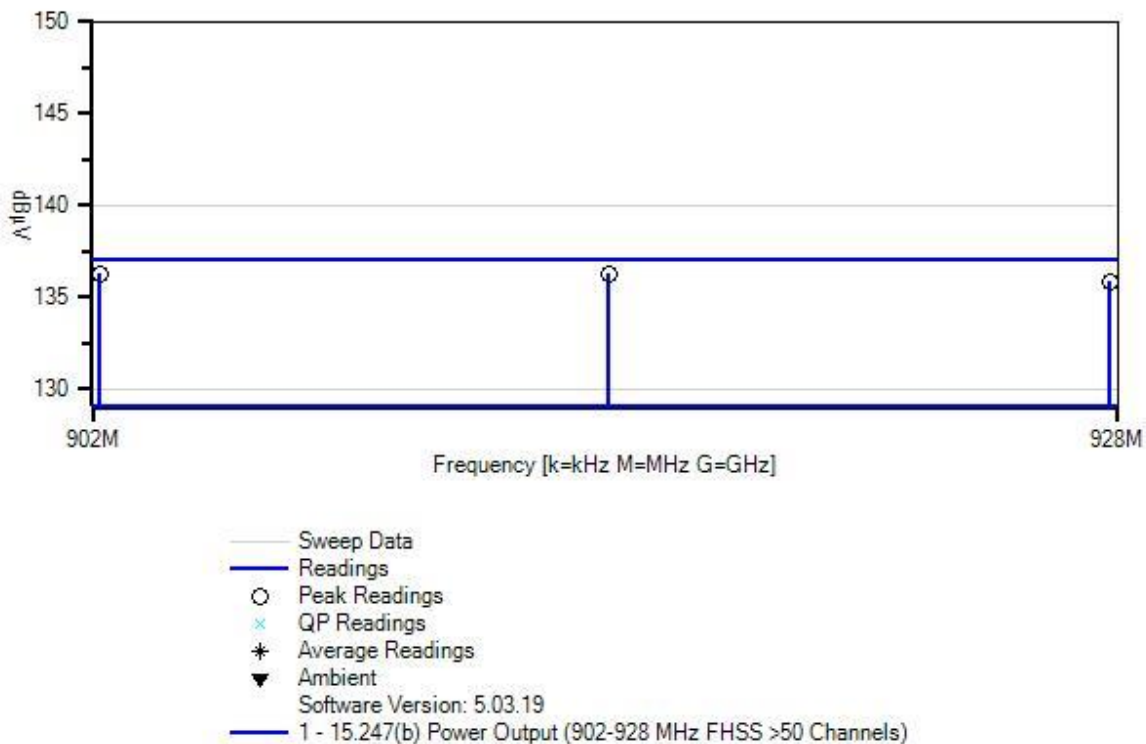 150
145
140
135
130
dBµV
902M
928M
Frequency [k=kHz M=MHz G=GHz]
Sweep Data
Readings
Peak Readings
QP Readings
Average Readings
Ambient
Software Version: 5.03.19
1 - 15.247(b) Power Output (902-928 MHz FHSS >50 Channels)